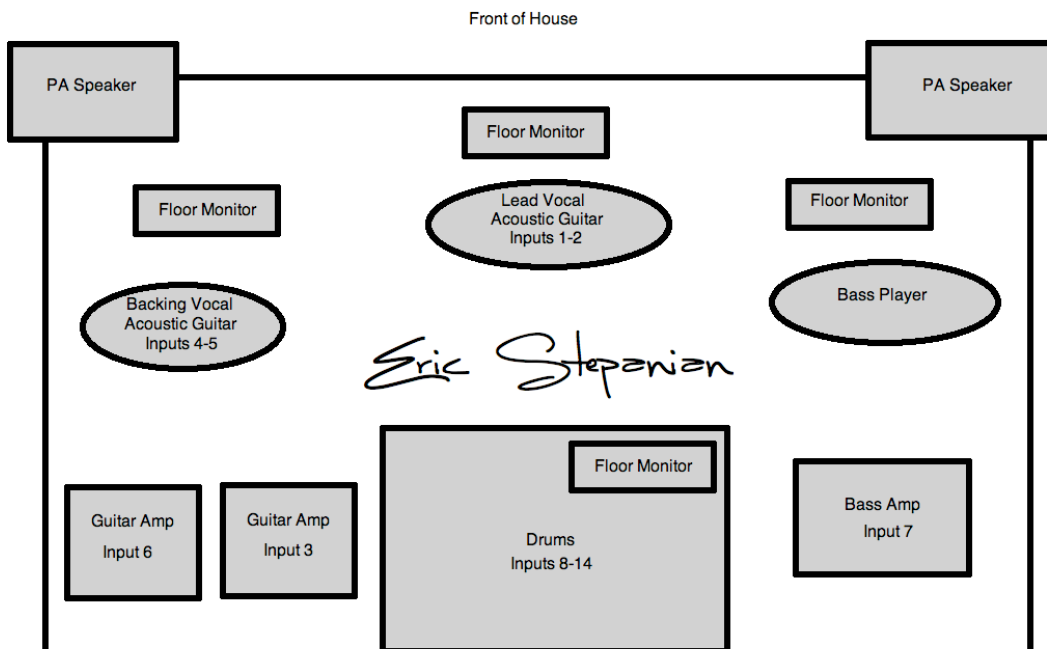 Front of House
PA Speaker
PA Speaker
Floor Monitor
Floor Monitor
Lead Vocal
Acoustic Guitar
Inputs 1-2
Floor Monitor
Backing Vocal
Acoustic Guitar
Inputs 4-5
Bass Player
Eric Stepanian
Floor Monitor
Guitar Amp
Input 6
Guitar Amp
Input 3
Drums
Inputs 8-14
Bass Amp
Input 7